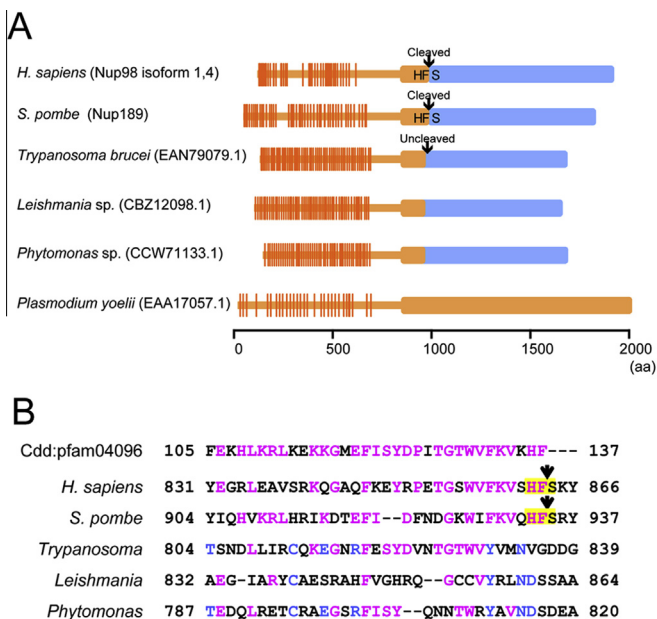 A
Cleaved
H. sapiens (Nup98 isoform 1,4) HF S
Cleaved
S. pombe (Nup189) HF S
Uncleaved
Trypanosoma brucei (EAN79079.1)
Leishmania sp. (CBZ12098.1)
Phytomonas sp. (CCW71133.1)
Plasmodium yoelii (EAA17057.1)
0 500 1000 1500 2000
(aa)
B
Cdd:pfam04096 105 FEKHLKRLKEKKGMEFISYDPITGTWVFKVKHF--- 137
H. sapiens 831 YEGRLEAVSRKQGAQFKEYRPETGSWVFKVSHFSKY 866
S. pombe 904 YIQHVKRLHRIKDTEFI--DFNDGKWIFKVQHFSRY 937
Trypanosoma 804 TSNDLLIRCQKEGNRFESYDVNTGTWVYVMNVGDDG 839
Leishmania 832 AEG-IARYCAESRAHFVGHRQ--GCCVYRLNDSSAA 864
Phytomonas 787 TEDQLRETCRAEGSRFISY--QNNTWRYAVNDSDEA 820